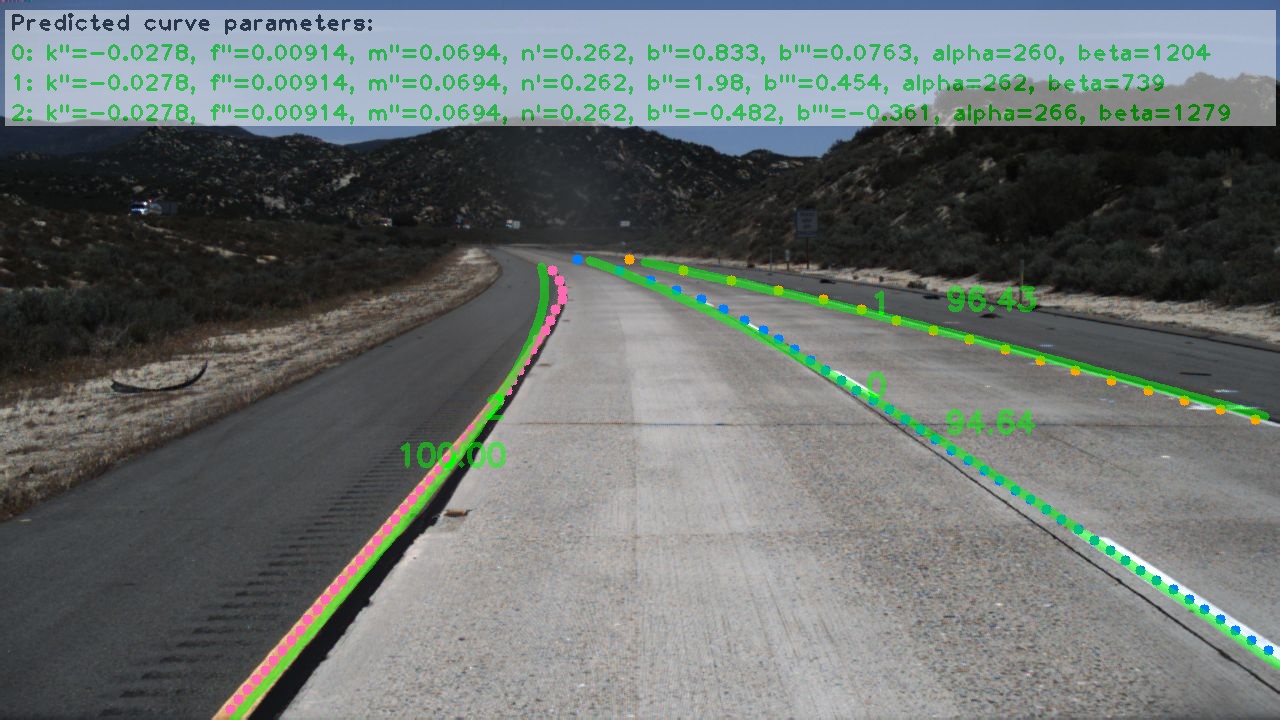 Predicted curve parameters:
0: k''=-0.0278, f''=0.00914, m''=0.0694, n'=0.262, b''=0.833, b'''=0.0763, alpha=260, beta=1204
1: k''=-0.0278, f''=0.00914, m''=0.0694, n'=0.262, b''=1.98, b'''=0.454, alpha=262, beta=739
2: k''=-0.0278, f''=0.00914, m''=0.0694, n'=0.262, b''=-0.482, b'''=-0.361, alpha=266, beta=1279
1 96.43
0
94.64
2
100.00